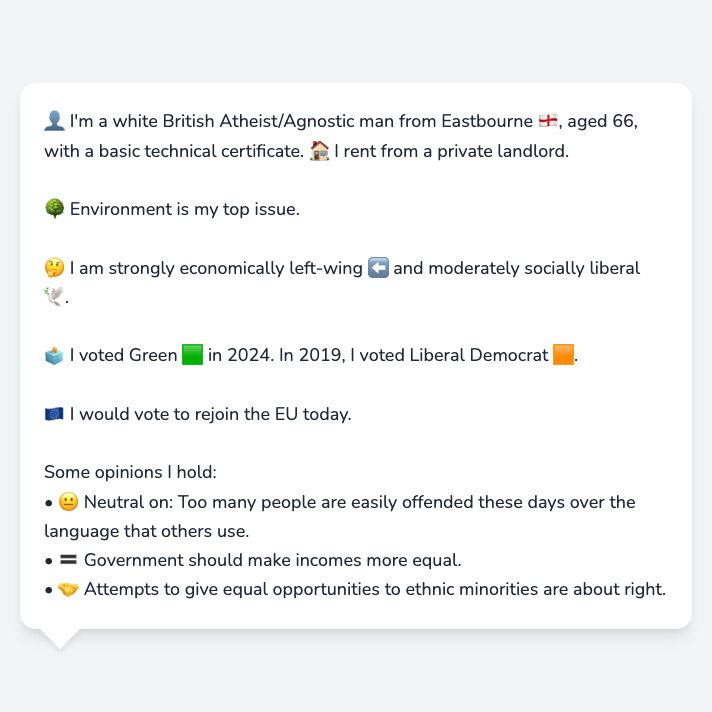 👤 I'm a white British Atheist/Agnostic man from Eastbourne 🏴󠁧󠁢󠁥󠁮󠁧󠁿, aged 66,
with a basic technical certificate. 🏠 I rent from a private landlord.
🌳 Environment is my top issue.
🤔 I am strongly economically left-wing ⬅️ and moderately socially liberal
🕊️.
🗳️ I voted Green 🟩 in 2024. In 2019, I voted Liberal Democrat 🟧.
🇪🇺 I would vote to rejoin the EU today.
Some opinions I hold:
• 😐 Neutral on: Too many people are easily offended these days over the
language that others use.
• 🟰 Government should make incomes more equal.
• 🤝 Attempts to give equal opportunities to ethnic minorities are about right.